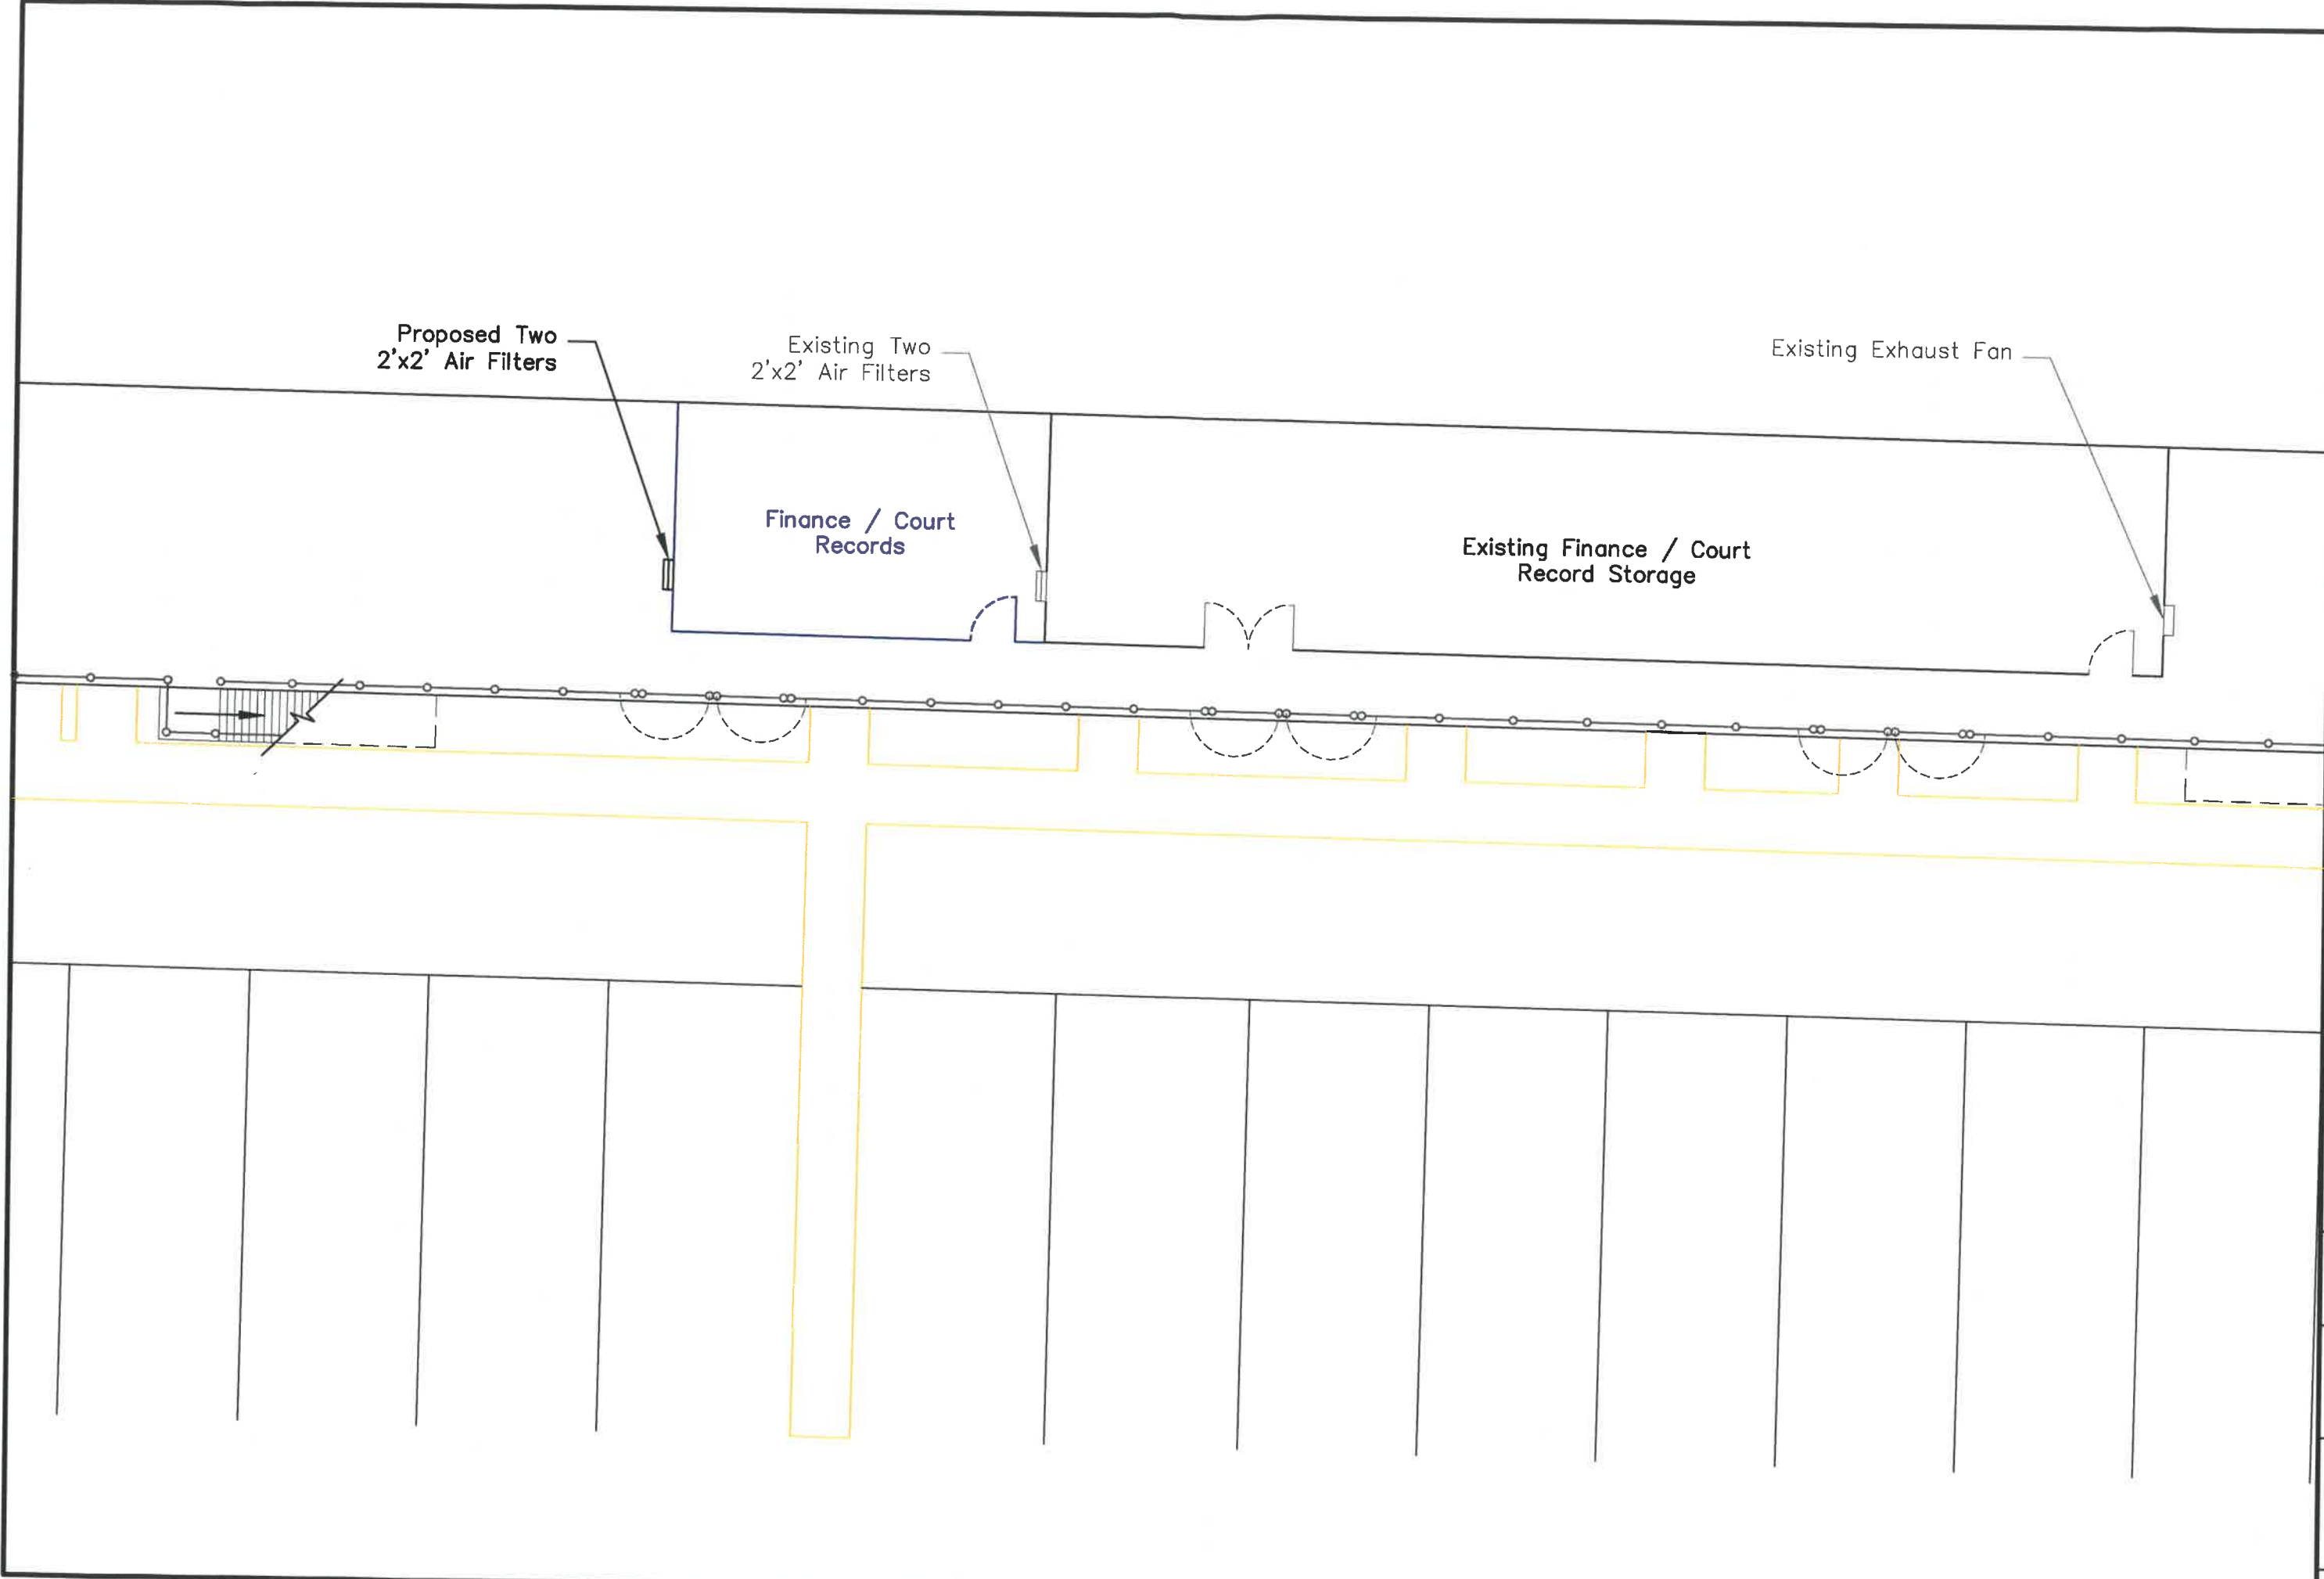 Proposed Two
2'x2' Air Filters
Existing Two
2'x2' Air Filters
Existing Exhaust Fan
Finance / Court
Records
Existing Finance / Court
Record Storage